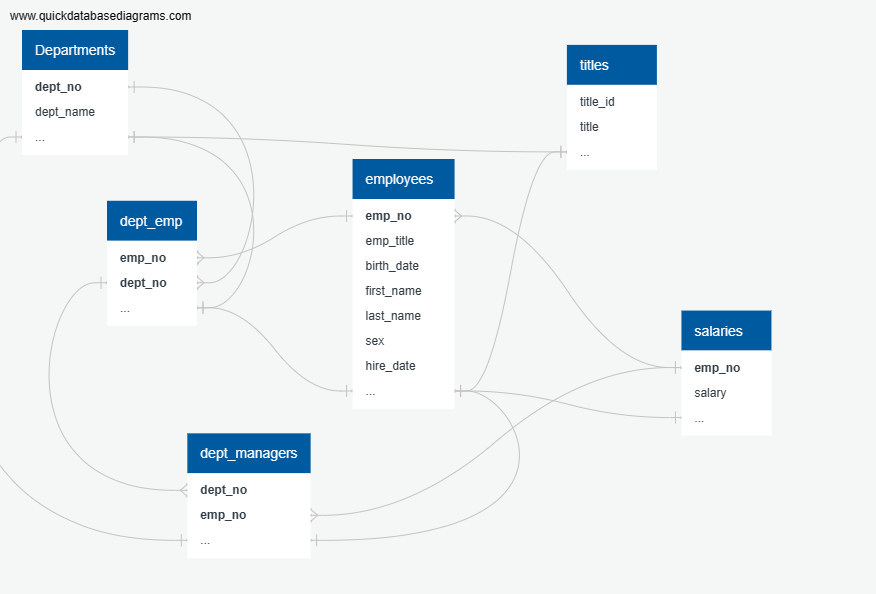 www.quickdatabasediagrams.com
Departments
dept_no
dept_name
...
titles
title_id
title
...
employees
emp_no
emp_title
birth_date
first_name
last_name
sex
hire_date
...
dept_emp
emp_no
dept_no
...
salaries
emp_no
salary
...
dept_managers
dept_no
emp_no
...